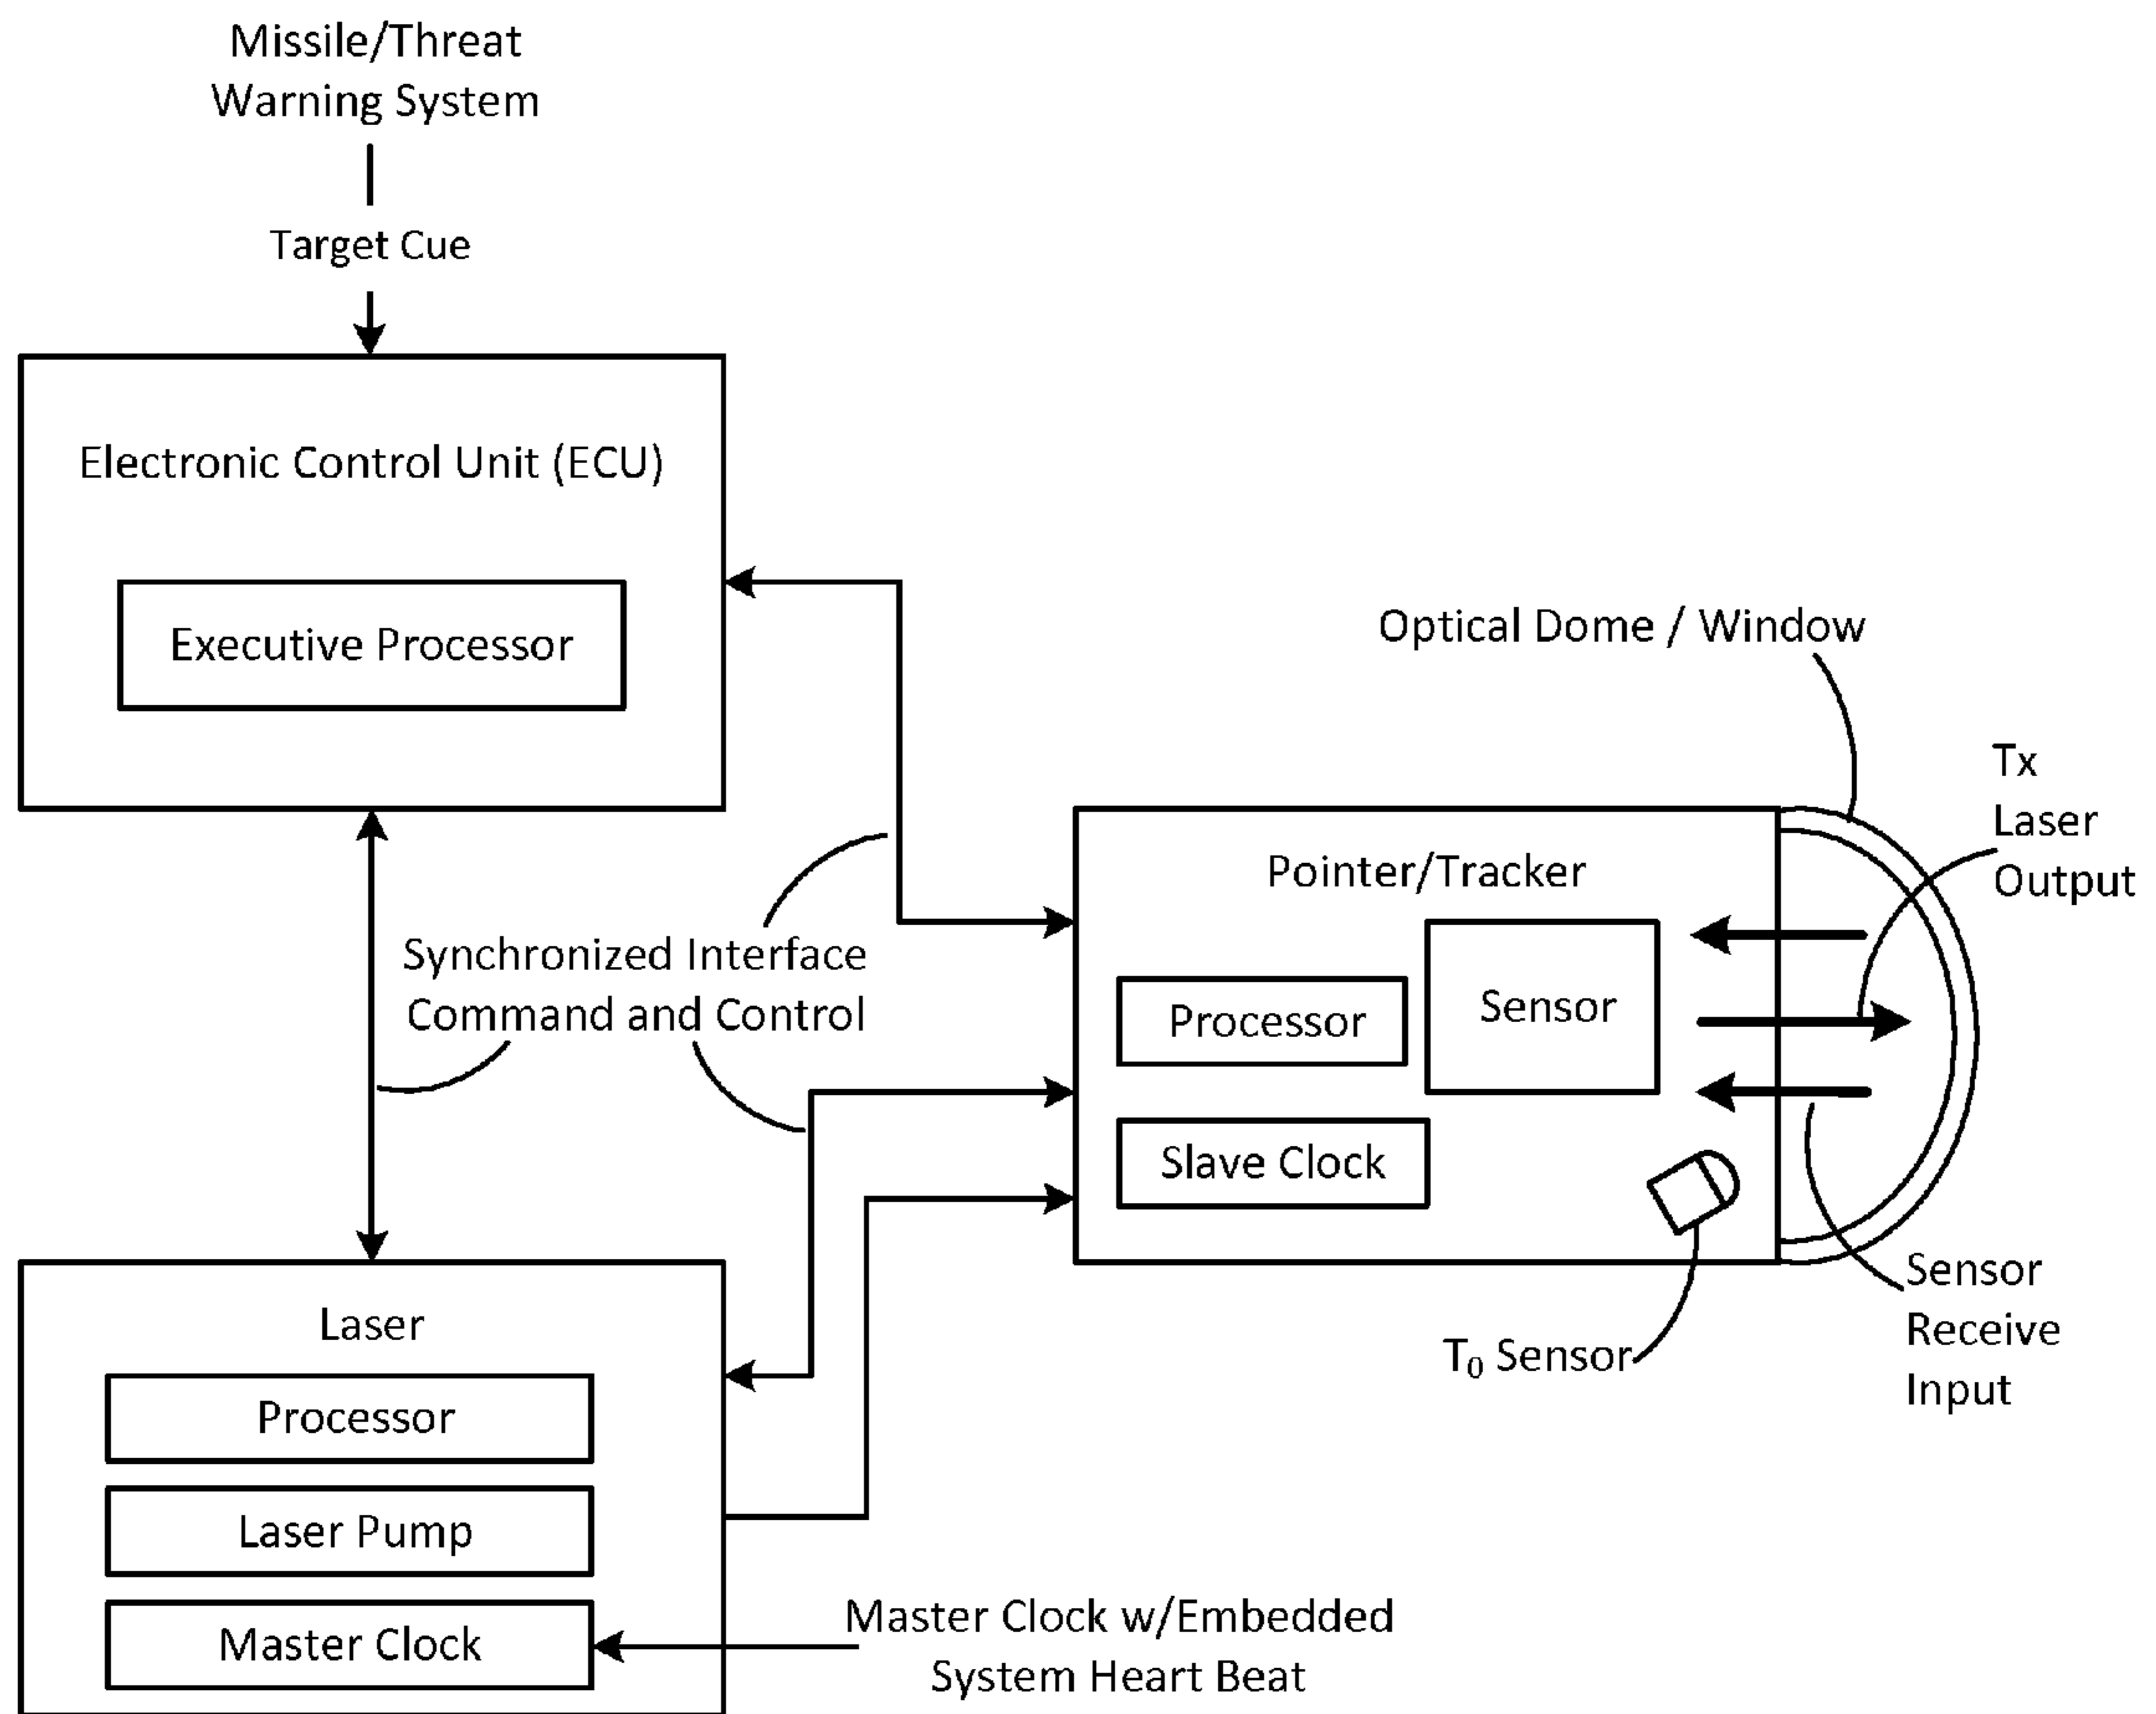 Missile/Threat
Warning System
Target Cue
Electronic Control Unit (ECU)
Executive Processor
Optical Dome / Window
Tx
Laser
Output
Pointer/Tracker
Synchronized Interface
Command and Control
Processor
Sensor
Slave Clock
T₀ Sensor
Sensor
Receive
Input
Laser
Processor
Laser Pump
Master Clock
Master Clock w/Embedded
System Heart Beat